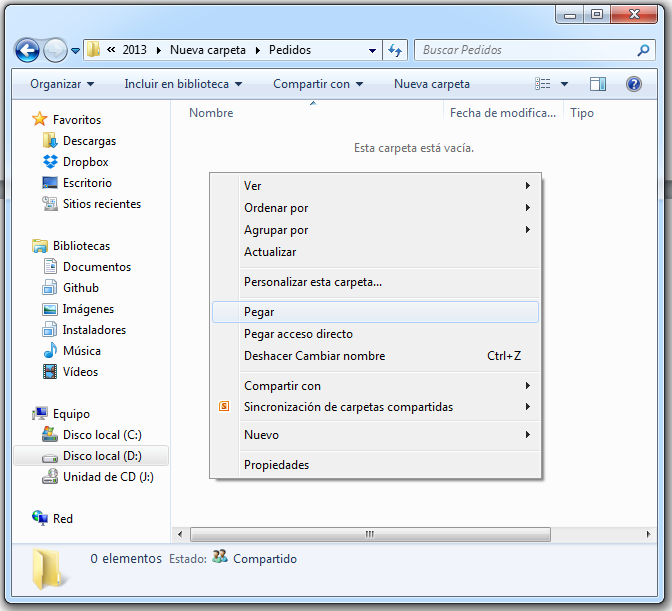 « 2013 ▸ Nueva carpeta ▸ Pedidos
Buscar Pedidos
Organizar Incluir en biblioteca Compartir con Nueva carpeta
Nombre Fecha de modifica... Tipo
Esta carpeta está vacía.
Favoritos
Descargas
Dropbox
Escritorio
Sitios recientes
Bibliotecas
Documentos
Github
Imágenes
Instaladores
Música
Vídeos
Equipo
Disco local (C:)
Disco local (D:)
Unidad de CD (J:)
Red
Ver
Ordenar por
Agrupar por
Actualizar
Personalizar esta carpeta...
Pegar
Pegar acceso directo
Deshacer Cambiar nombre Ctrl+Z
Compartir con
Sincronización de carpetas compartidas
Nuevo
Propiedades
0 elementos Estado: Compartido